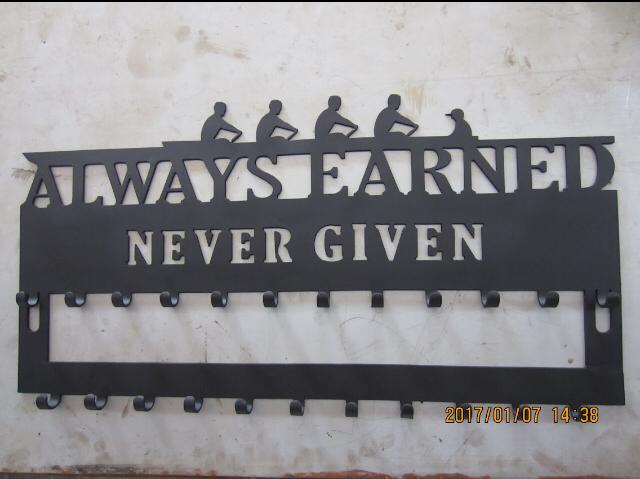 ALWAYS EARNED
NEVER GIVEN
2017/01/07 14:38